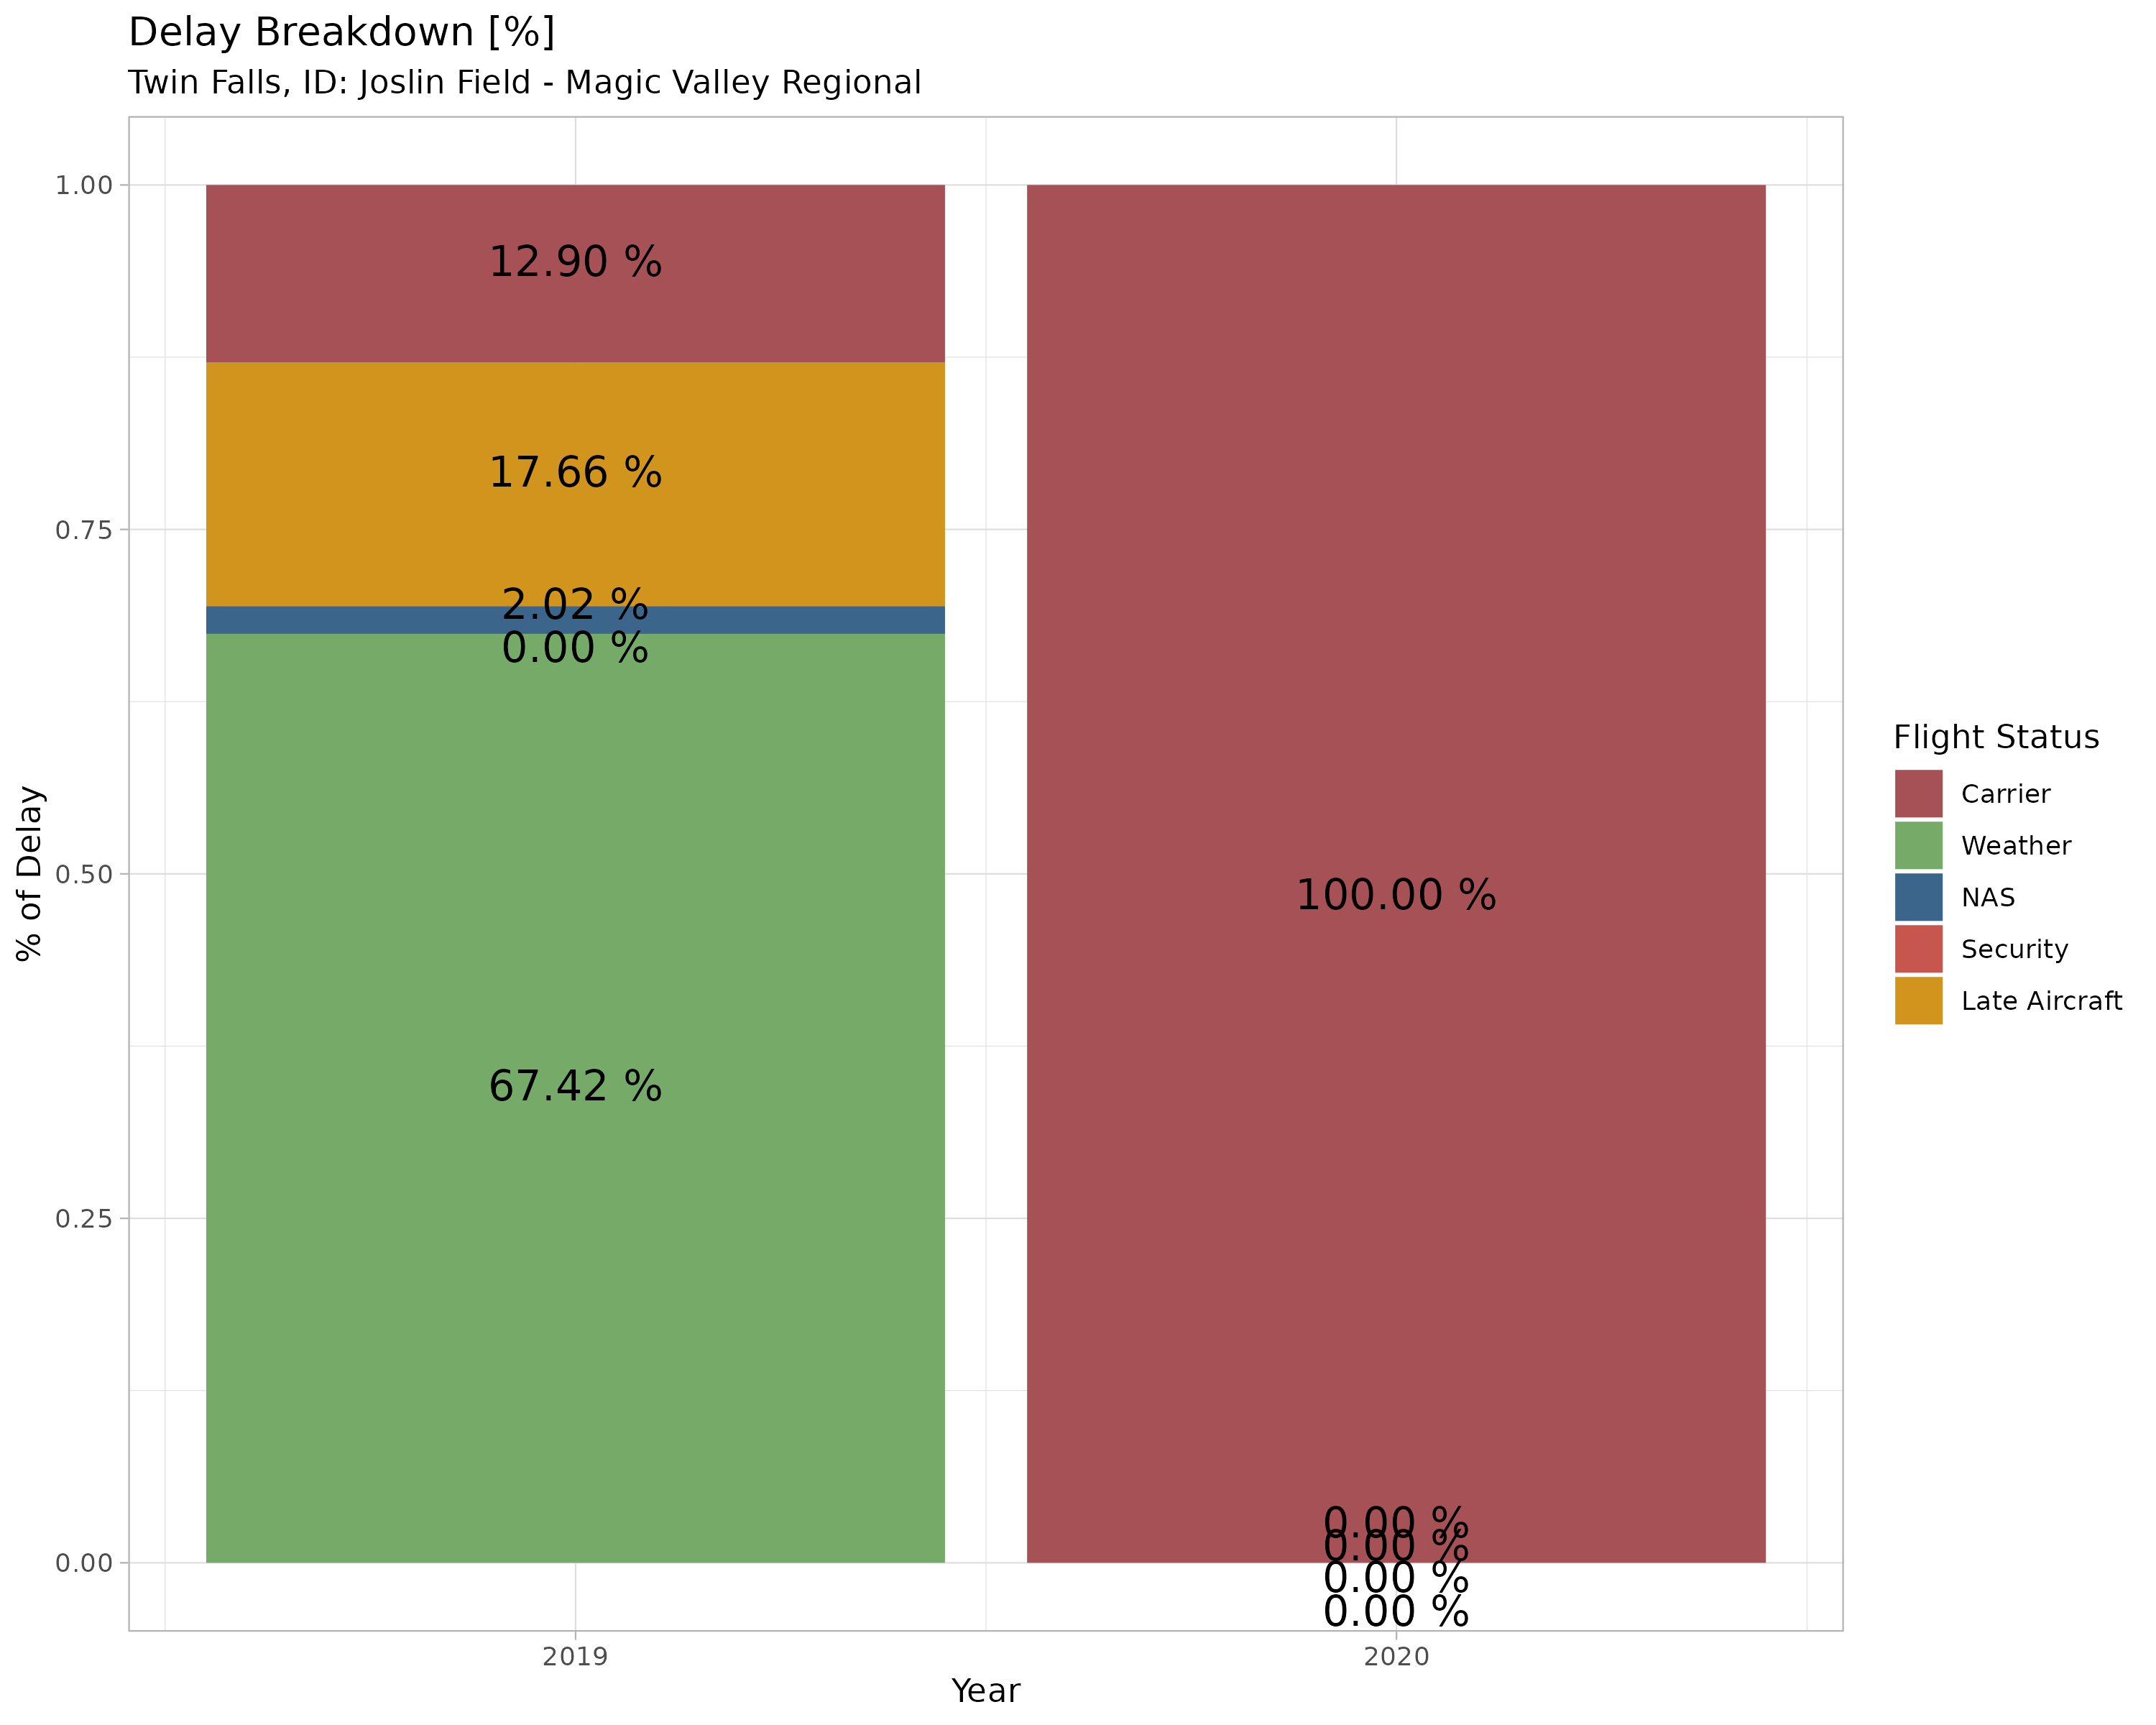 Delay Breakdown [%]
Twin Falls, ID: Joslin Field - Magic Valley Regional
% of Delay
1.00
0.75
0.50
0.25
0.00
12.90 %
17.66 %
2.02 %
0.00 %
67.42 %
100.00 %
0.00 %
0.00 %
0.00 %
0.00 %
2019
2020
Year
Flight Status
Carrier
Weather
NAS
Security
Late Aircraft